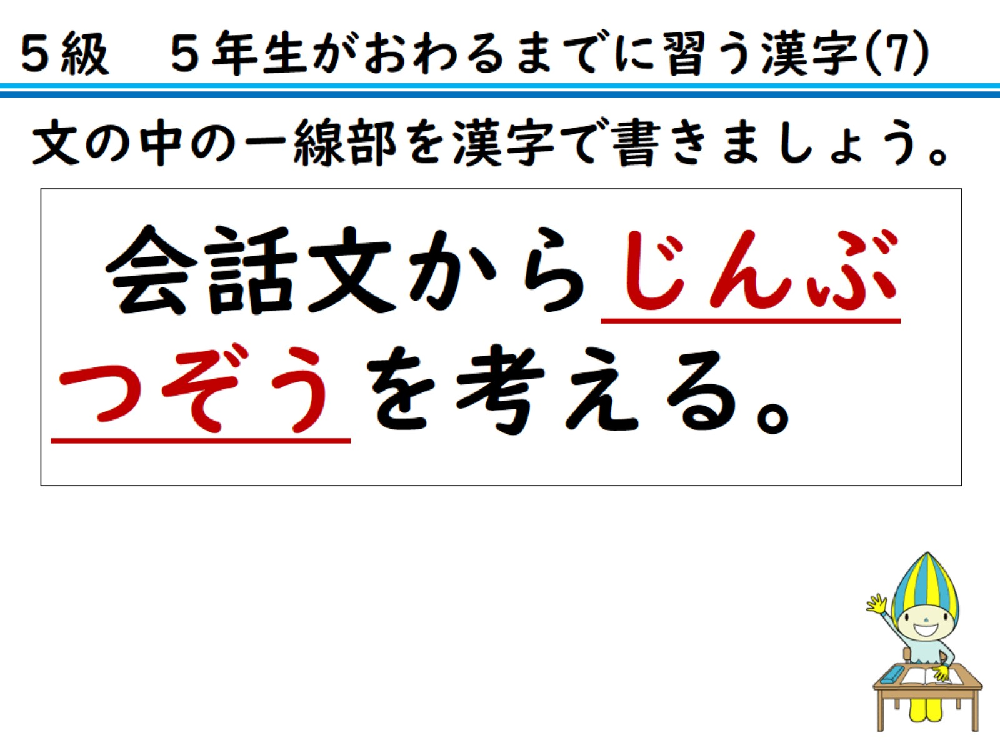 ５級　５年生がおわるまでに習う漢字(7)
文の中の―線部を漢字で書きましょう。
会話文からじんぶ
つぞうを考える。